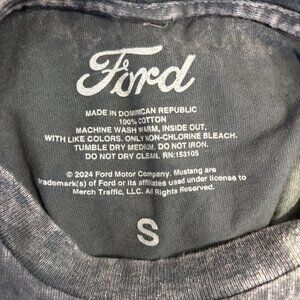 Ford
MADE IN DOMINICAN REPUBLIC
100% COTTON
MACHINE WASH WARM, INSIDE OUT,
WITH LIKE COLORS. ONLY NON-CHLORINE BLEACH.
TUMBLE DRY MEDIUM. DO NOT IRON.
DO NOT DRY CLEAN. RN:153105
© 2024 Ford Motor Company. Mustang are
trademark(s) of Ford or its affiliates used under license to
Merch Traffic, LLC. All Rights Reserved.
S